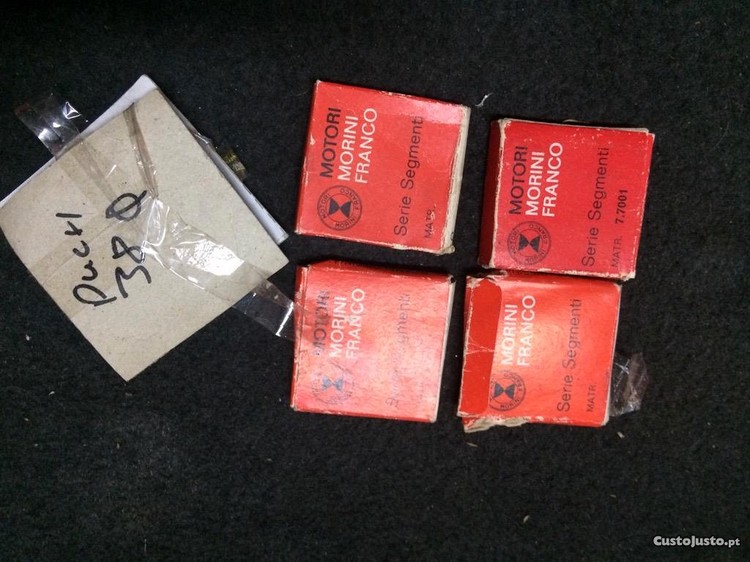 Puch
38 Q
MOTORI
MORINI
FRANCO
Serie Segmenti
MATR.
MOTORI
MORINI
FRANCO
Serie Segmenti
MATR. 7.7001
MOTORI
MORINI
FRANCO
MORINI
FRANCO
Serie Segmenti
MATR.
CustoJusto.pt